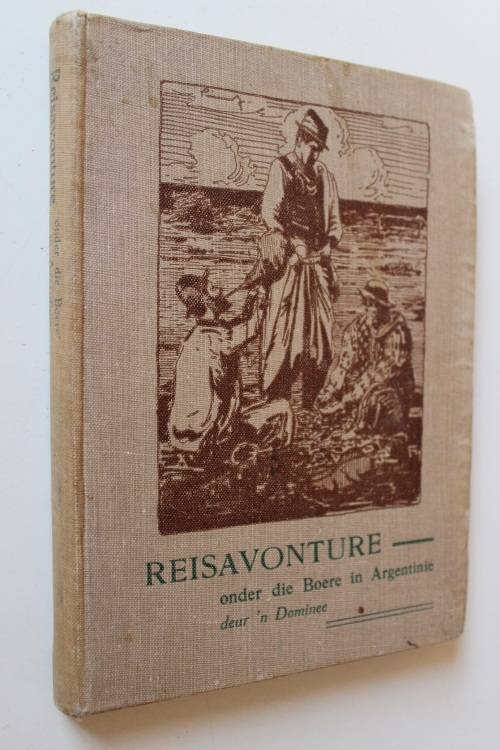 REISAVONTURE —
onder die Boere in Argentinie
deur 'n Dominee
Reisavonture onder die Boere